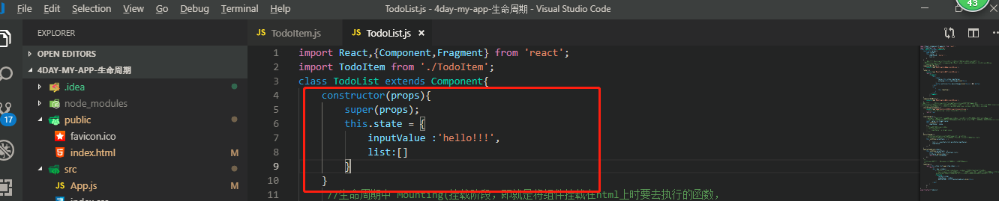 File Edit Selection View Go Debug Terminal Help TodoList.js - 4day-my-app-生命周期 - Visual Studio Code 43
EXPLORER JS TodoItem.js JS TodoList.js ×
OPEN EDITORS
4DAY-MY-APP-生命周期
.idea
node_modules
17
public
favicon.ico
index.html M
src
JS App.js M
1 import React,{Component,Fragment} from 'react';
2 import TodoItem from './TodoItem';
3 class TodoList extends Component{
4 constructor(props){
5 super(props);
6 this.state = {
7 inputValue :'hello!!!',
8 list:[]
9 }
10 }
11 //生命周期中 Mounting(挂载阶段，即就是将组件挂载在html上时要去执行的函数，